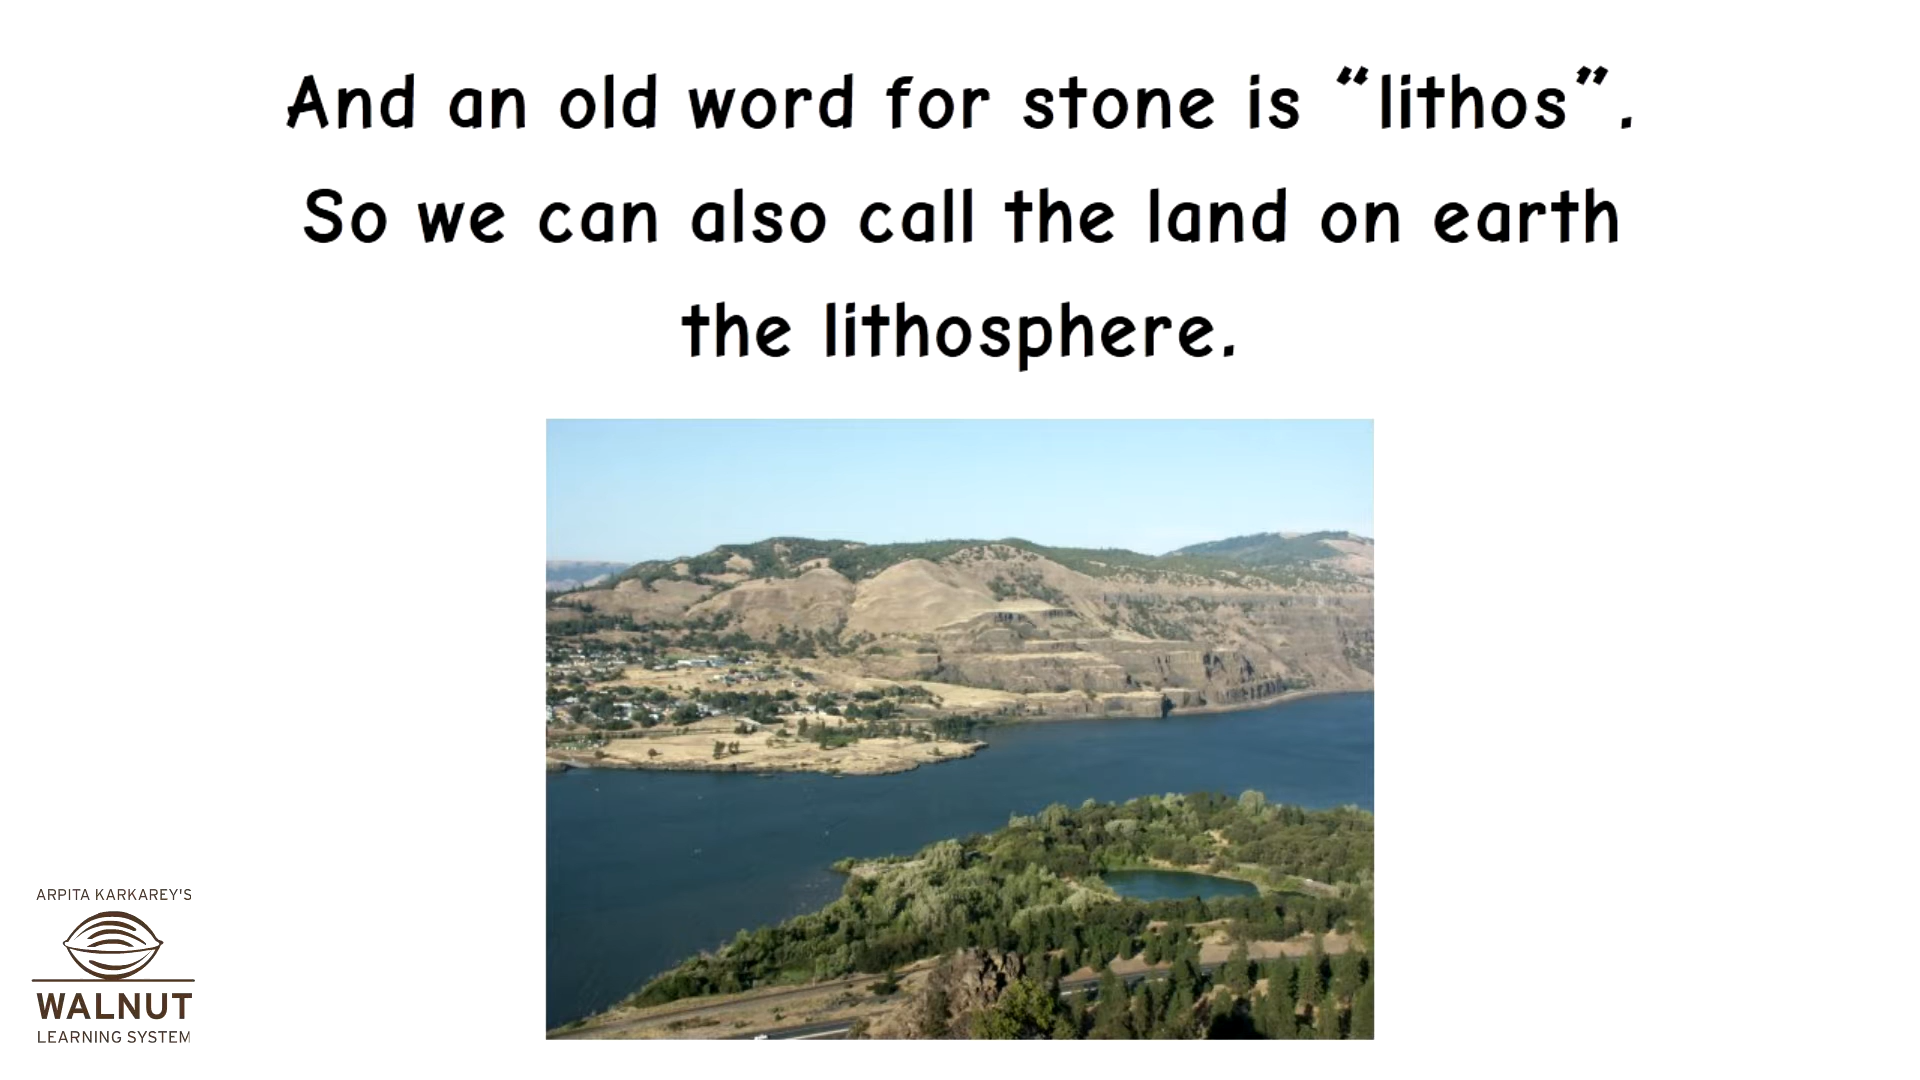 And an old word for stone is “lithos”.
So we can also call the land on earth
the lithosphere.
ARPITA KARKAREY'S
WALNUT
LEARNING SYSTEM